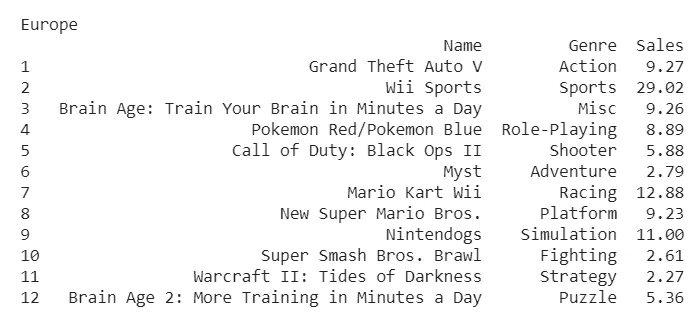 Europe
Name Genre Sales
1 Grand Theft Auto V Action 9.27
2 Wii Sports Sports 29.02
3 Brain Age: Train Your Brain in Minutes a Day Misc 9.26
4 Pokemon Red/Pokemon Blue Role-Playing 8.89
5 Call of Duty: Black Ops II Shooter 5.88
6 Myst Adventure 2.79
7 Mario Kart Wii Racing 12.88
8 New Super Mario Bros. Platform 9.23
9 Nintendogs Simulation 11.00
10 Super Smash Bros. Brawl Fighting 2.61
11 Warcraft II: Tides of Darkness Strategy 2.27
12 Brain Age 2: More Training in Minutes a Day Puzzle 5.36